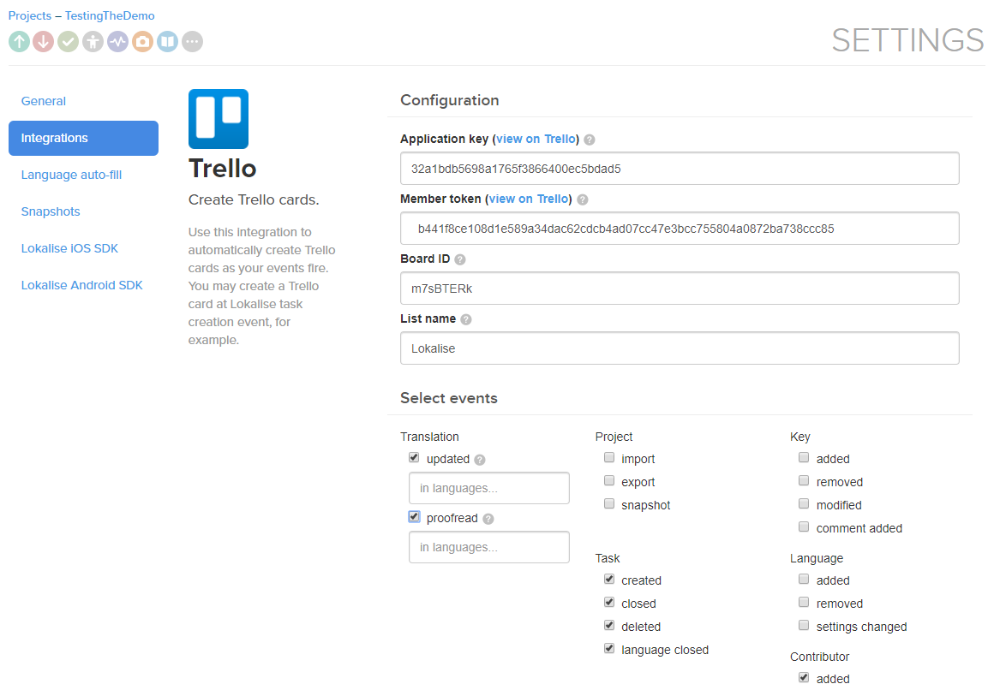 Projects – TestingTheDemo
SETTINGS
General
Integrations
Language auto-fill
Snapshots
Lokalise iOS SDK
Lokalise Android SDK
Trello
Create Trello cards.
Use this integration to
automatically create Trello
cards as your events fire.
You may create a Trello
card at Lokalise task
creation event, for
example.
Configuration
Application key (view on Trello) ?
32a1bdb5698a1765f3866400ec5bdad5
Member token (view on Trello) ?
b441f8ce108d1e589a34dac62cdcb4ad07cc47e3bcc755804a0872ba738ccc85
Board ID ?
m7sBTERk
List name ?
Lokalise
Select events
Translation
updated ?
in languages...
proofread ?
in languages...
Project
import
export
snapshot
Task
created
closed
deleted
language closed
Key
added
removed
modified
comment added
Language
added
removed
settings changed
Contributor
added